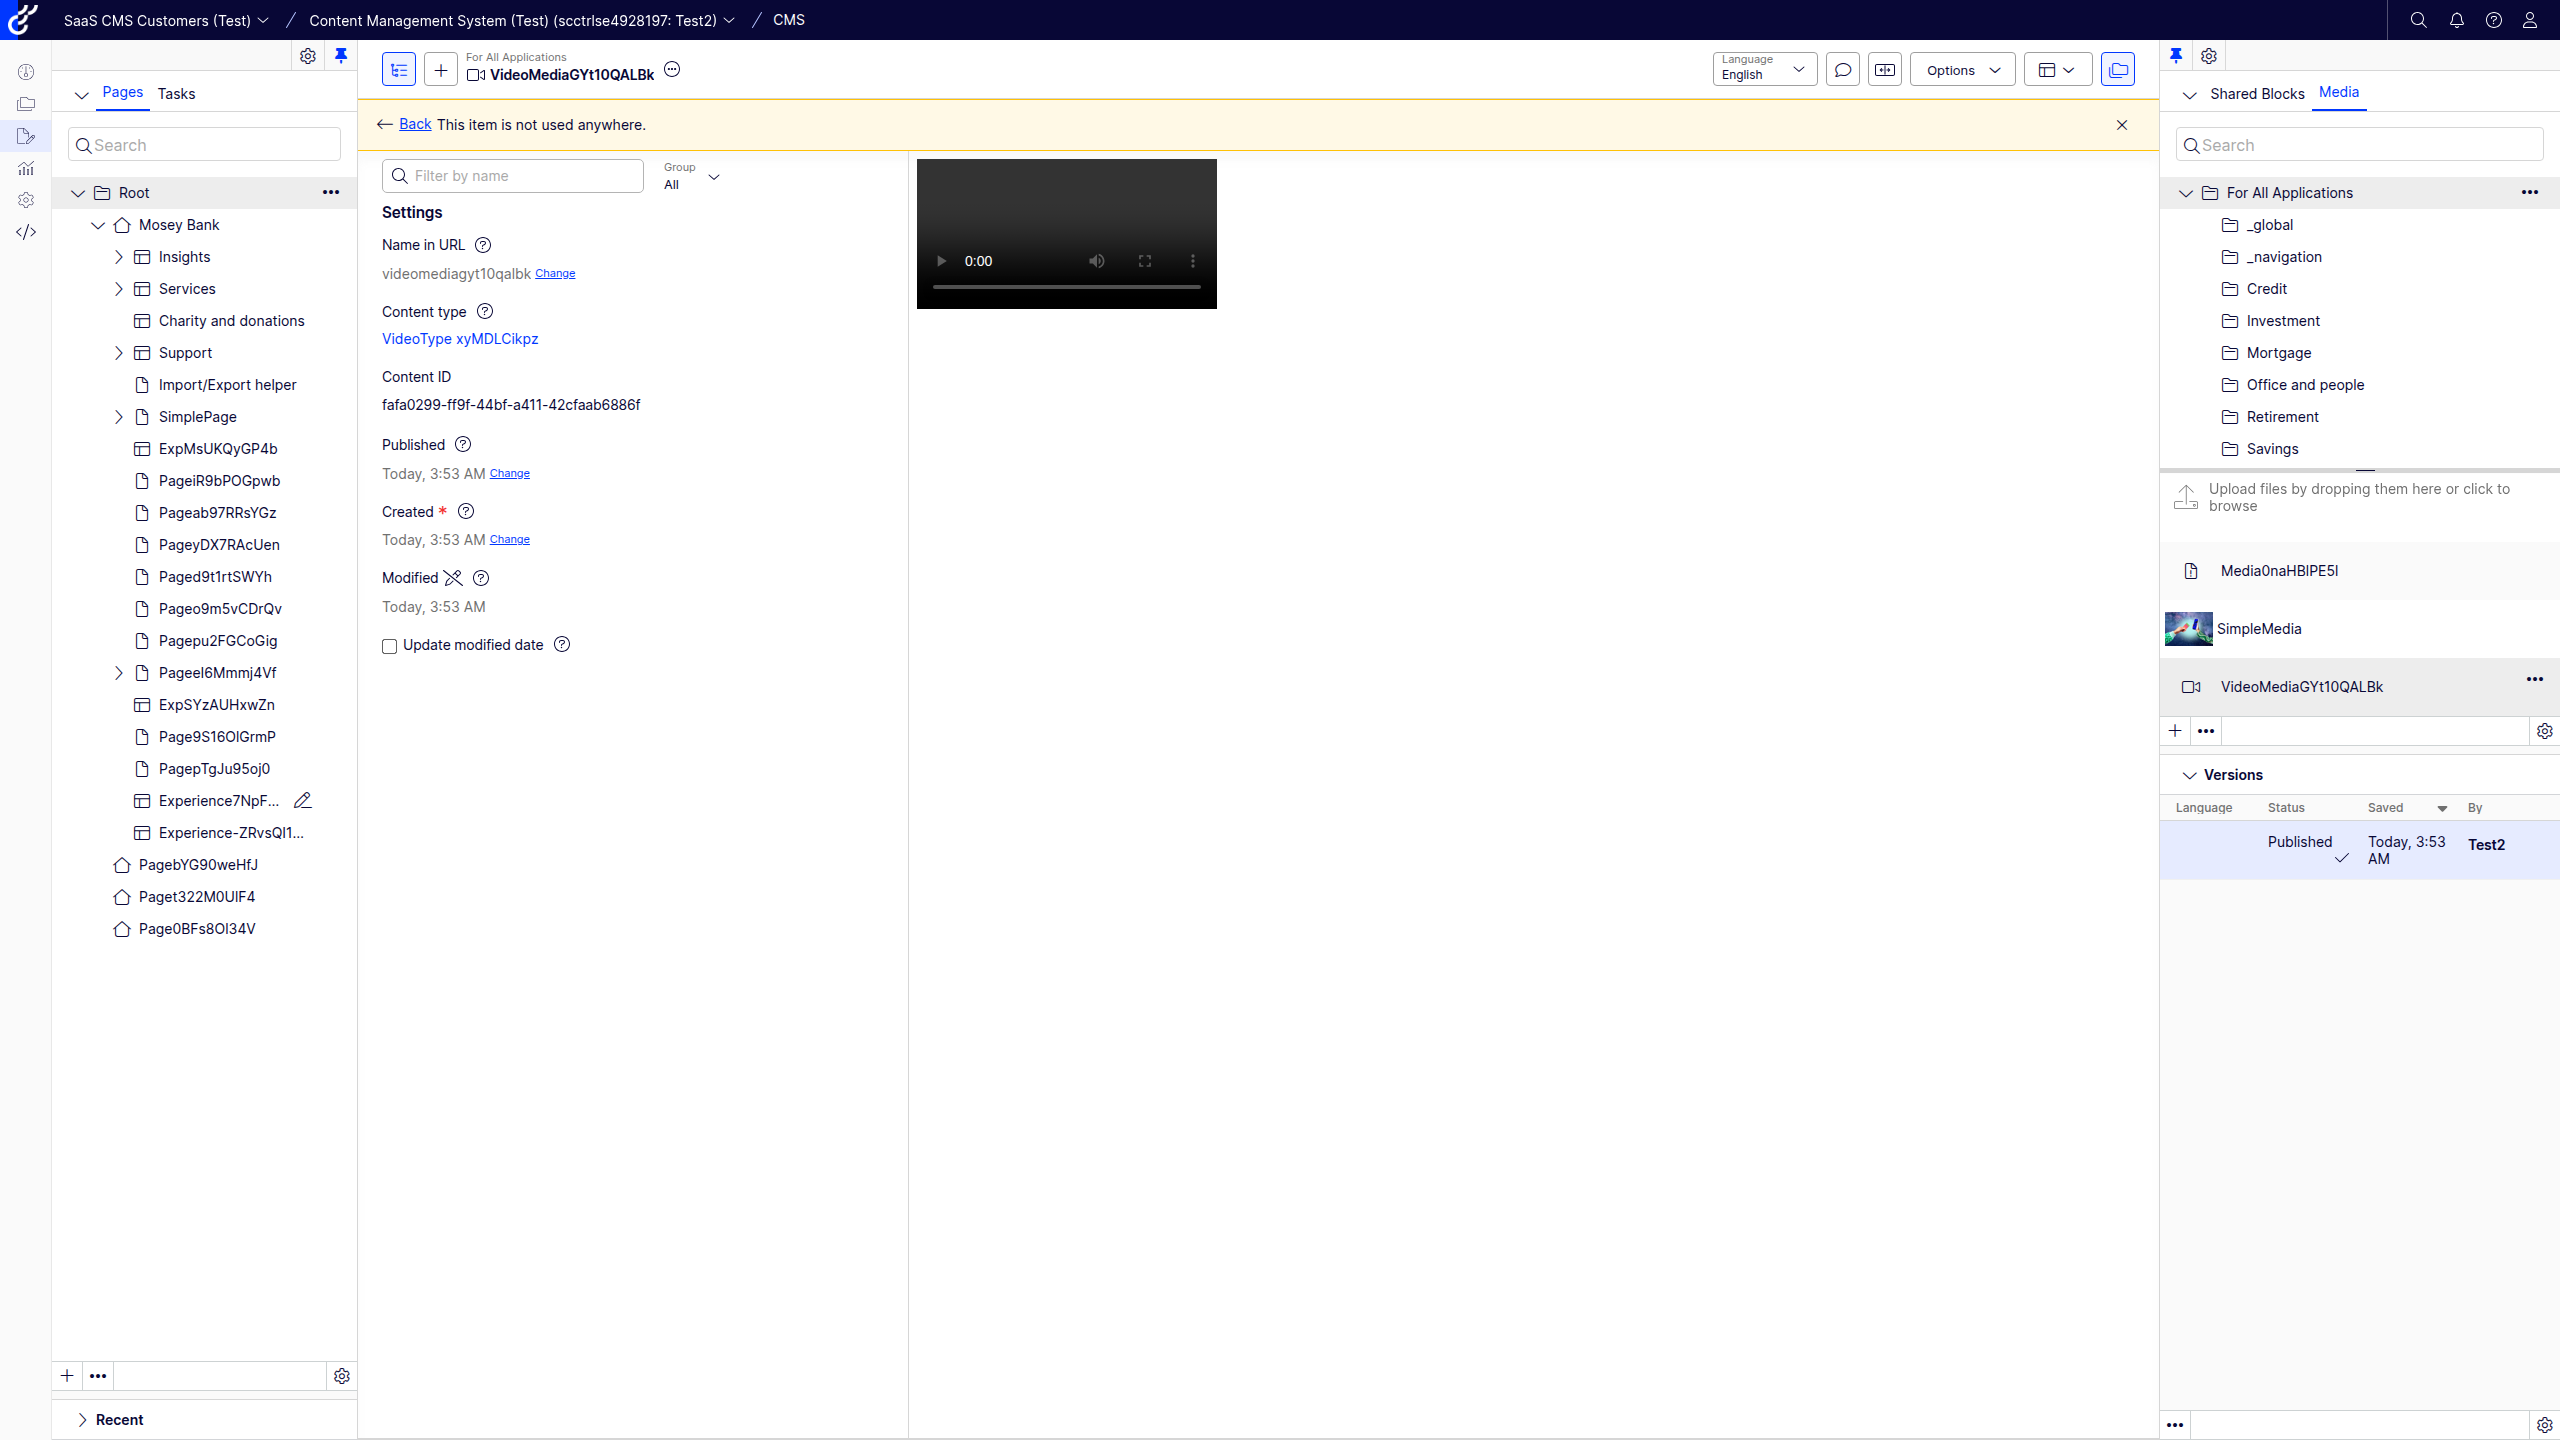 SaaS CMS Customers (Test)
Content Management System (Test) (scctrlse4928197: Test2)
CMS
Pages
Tasks
Search
Root
Mosey Bank
Insights
Services
Charity and donations
Support
Import/Export helper
SimplePage
ExpMsUKQyGP4b
PageiR9bPOGpwb
Pageab97RRsYGz
PageyDX7RAcUen
Paged9t1rtSWYh
Pageo9m5vCDrQv
Pagepu2FGCoGig
Pageel6Mmmj4Vf
ExpSYzAUHxwZn
Page9S16OlGrmP
PagepTgJu95oj0
Experience7NpF...
Experience-ZRvsQl1...
PagebYG90weHfJ
Paget322M0UlF4
Page0BFs8Ol34V
Recent
For All Applications
VideoMediaGYt10QALBk
Language
English
Options
Back This item is not used anywhere.
Filter by name
Group
All
Settings
Name in URL
videomediagyt10qalbk Change
Content type
VideoType xyMDLCikpz
Content ID
fafa0299-ff9f-44bf-a411-42cfaab6886f
Published
Today, 3:53 AM Change
Created *
Today, 3:53 AM Change
Modified
Today, 3:53 AM
Update modified date
0:00
Shared Blocks
Media
Search
For All Applications
_global
_navigation
Credit
Investment
Mortgage
Office and people
Retirement
Savings
Upload files by dropping them here or click to
browse
Media0naHBIPE5I
SimpleMedia
VideoMediaGYt10QALBk
Versions
Language Status Saved By
Published Today, 3:53 Test2
AM